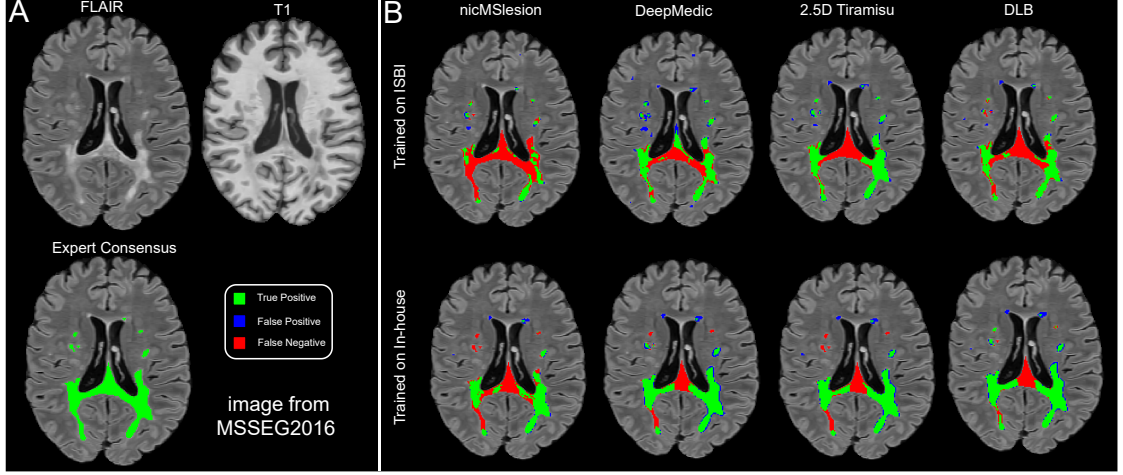 A
FLAIR
T1
Expert Consensus
True Positive
False Positive
False Negative
image from
MSSEG2016
B
nicMSlesion
DeepMedic
2.5D Tiramisu
DLB
Trained on ISBI
Trained on In-house